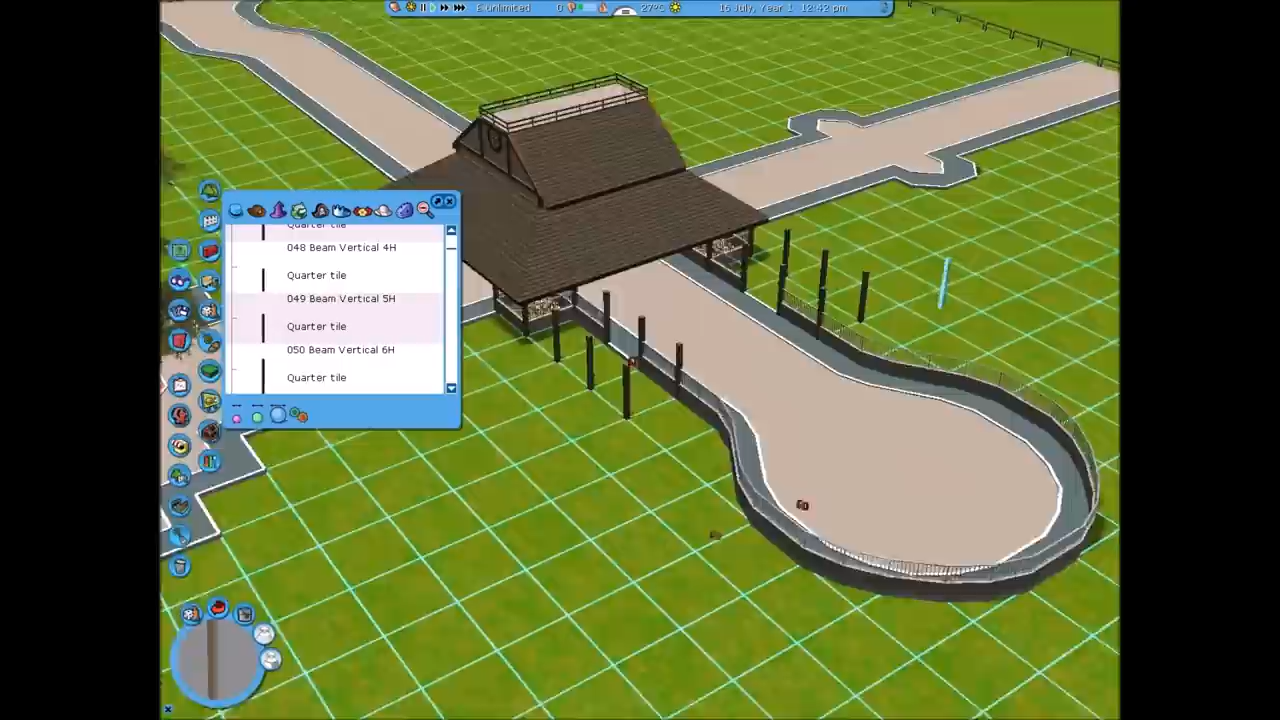 £ unlimited
0
27°C
16 July, Year 1 12:42 pm
Quarter tile
048 Beam Vertical 4H
Quarter tile
049 Beam Vertical 5H
Quarter tile
050 Beam Vertical 6H
Quarter tile